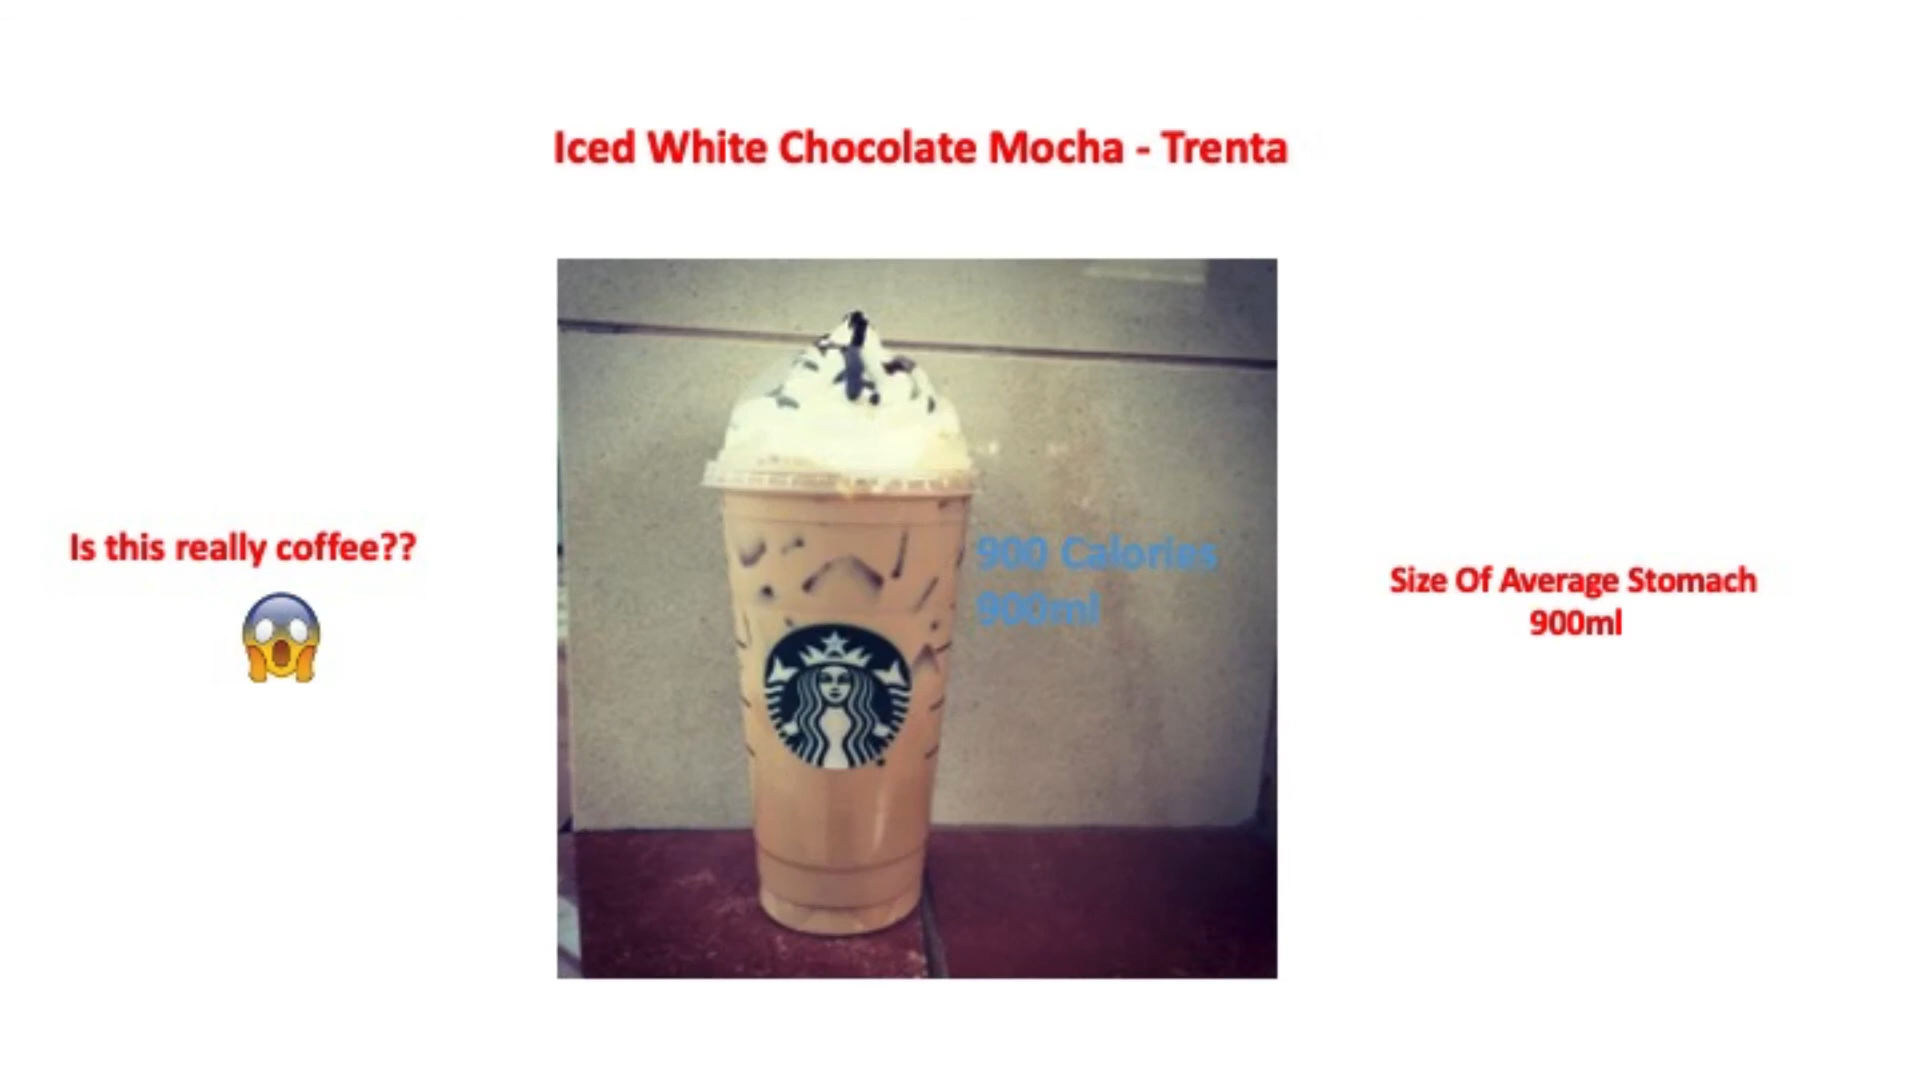 Iced White Chocolate Mocha - Trenta
Is this really coffee??
900 Calories
900ml
Size Of Average Stomach
900ml